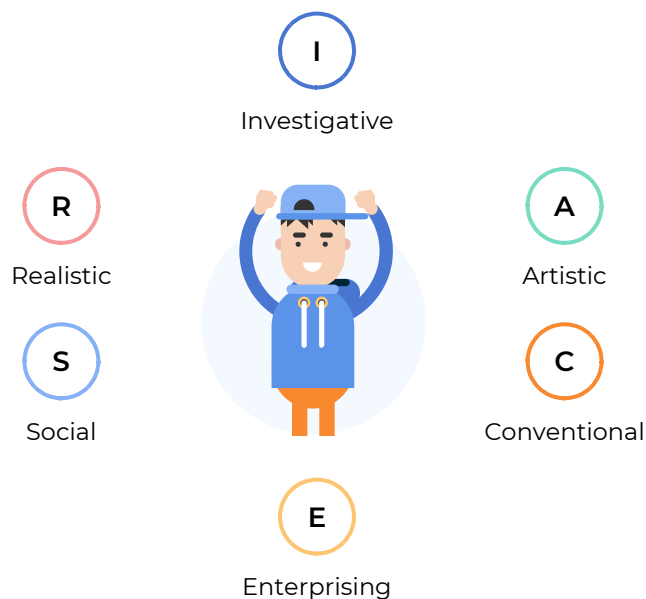 I
Investigative
R
Realistic
A
Artistic
S
Social
C
Conventional
E
Enterprising